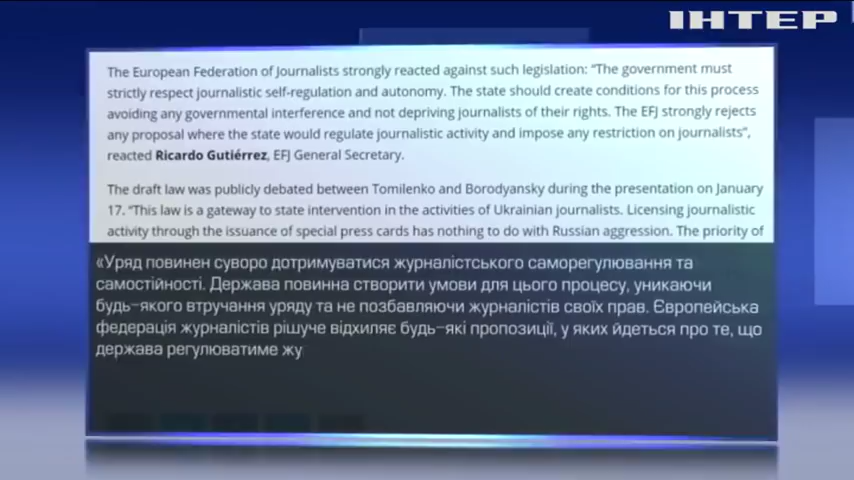 ІНТЕР
The European Federation of Journalists strongly reacted against such legislation: “The government must
strictly respect journalistic self-regulation and autonomy. The state should create conditions for this process
avoiding any governmental interference and not depriving journalists of their rights. The EFJ strongly rejects
any proposal where the state would regulate journalistic activity and impose any restriction on journalists”,
reacted Ricardo Gutiérrez, EFJ General Secretary.
The draft law was publicly debated between Tomilenko and Borodyansky during the presentation on January
17. “This law is a gateway to state intervention in the activities of Ukrainian journalists. Licensing journalistic
activity through the issuance of special press cards has nothing to do with Russian aggression. The priority of
«Уряд повинен суворо дотримуватися журналістського саморегулювання та
самостійності. Держава повинна створити умови для цього процесу, уникаючи
будь-якого втручання уряду та не позбавляючи журналістів своїх прав. Європейська
федерація журналістів рішуче відхиляє будь-які пропозиції, у яких йдеться про те, що
держава регулюватиме жу